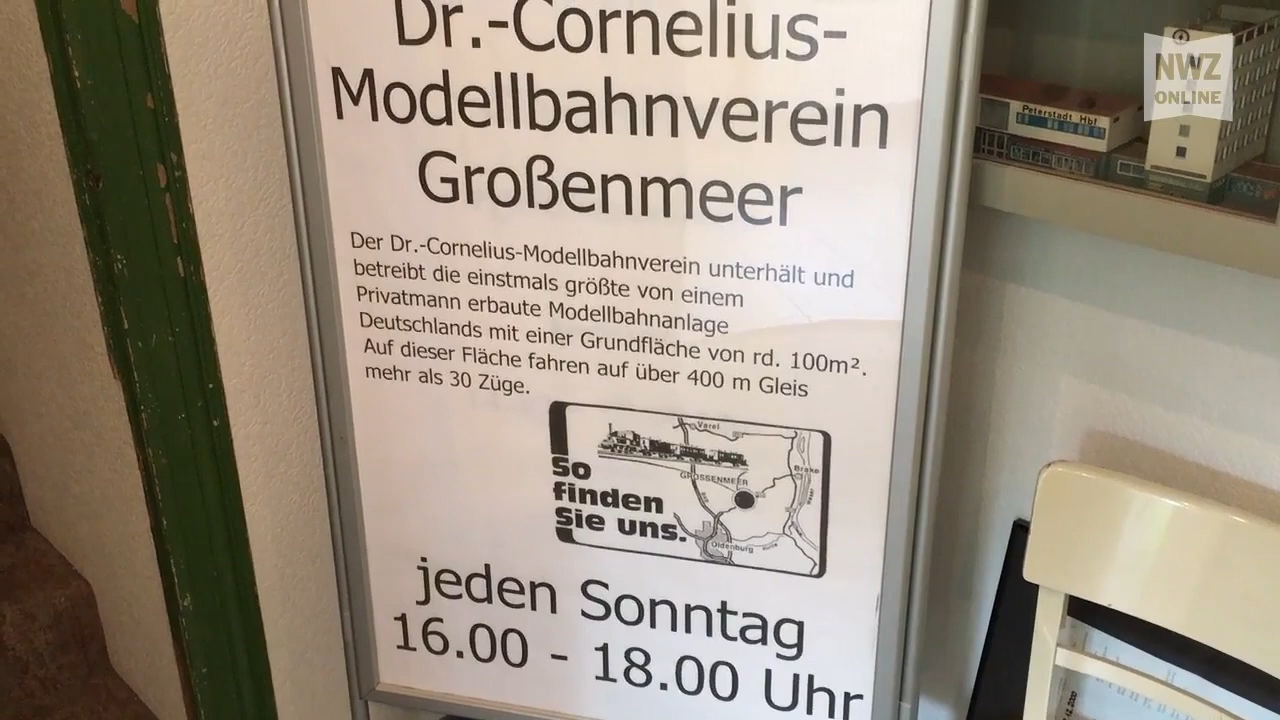 Dr.-Cornelius-
Modellbahnverein
Großenmeer
Der Dr.-Cornelius-Modellbahnverein unterhält und
betreibt die einstmals größte von einem
Privatmann erbaute Modellbahnanlage
Deutschlands mit einer Grundfläche von rd. 100m².
Auf dieser Fläche fahren auf über 400 m Gleis
mehr als 30 Züge.
Varel
Brake
GROSSENMEER
So
finden
Sie uns.
Oldenburg
jeden Sonntag
16.00 - 18.00 Uhr
Peterstadt Hbf
NWZ
ONLINE